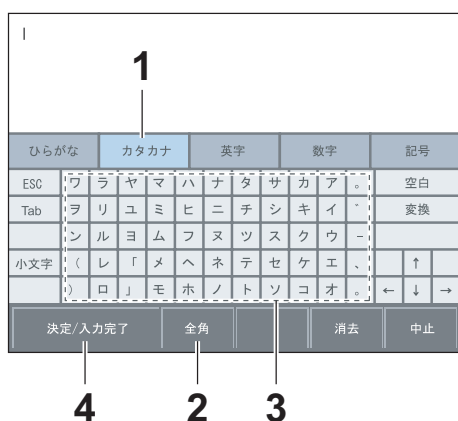 1
ひらがな カタカナ 英字 数字 記号
ESC ワ ラ ヤ マ ハ ナ タ サ カ ア 。 空白
Tab ヲ リ ユ ミ ヒ ニ チ シ キ イ ゛ 変換
ン ル ヨ ム フ ヌ ツ ス ク ウ -
小文字 ( レ 「 メ ヘ ネ テ セ ケ エ 、 ↑
) ロ 」 モ ホ ノ ト ソ コ オ 。 ← ↓ →
決定/入力完了 全角 消去 中止
4 2 3